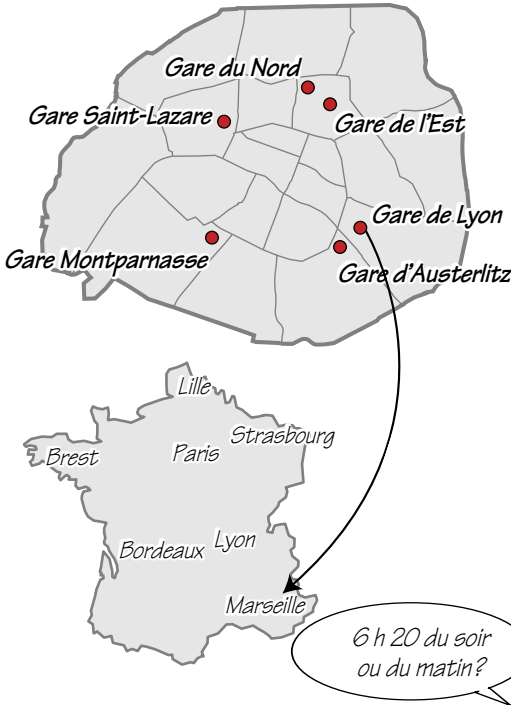 Gare du Nord
Gare Saint-Lazare
Gare de l'Est
Gare de Lyon
Gare Montparnasse
Gare d'Austerlitz
Lille
Strasbourg
Brest
Paris
Bordeaux
Lyon
Marseille
6 h 20 du soir
ou du matin?